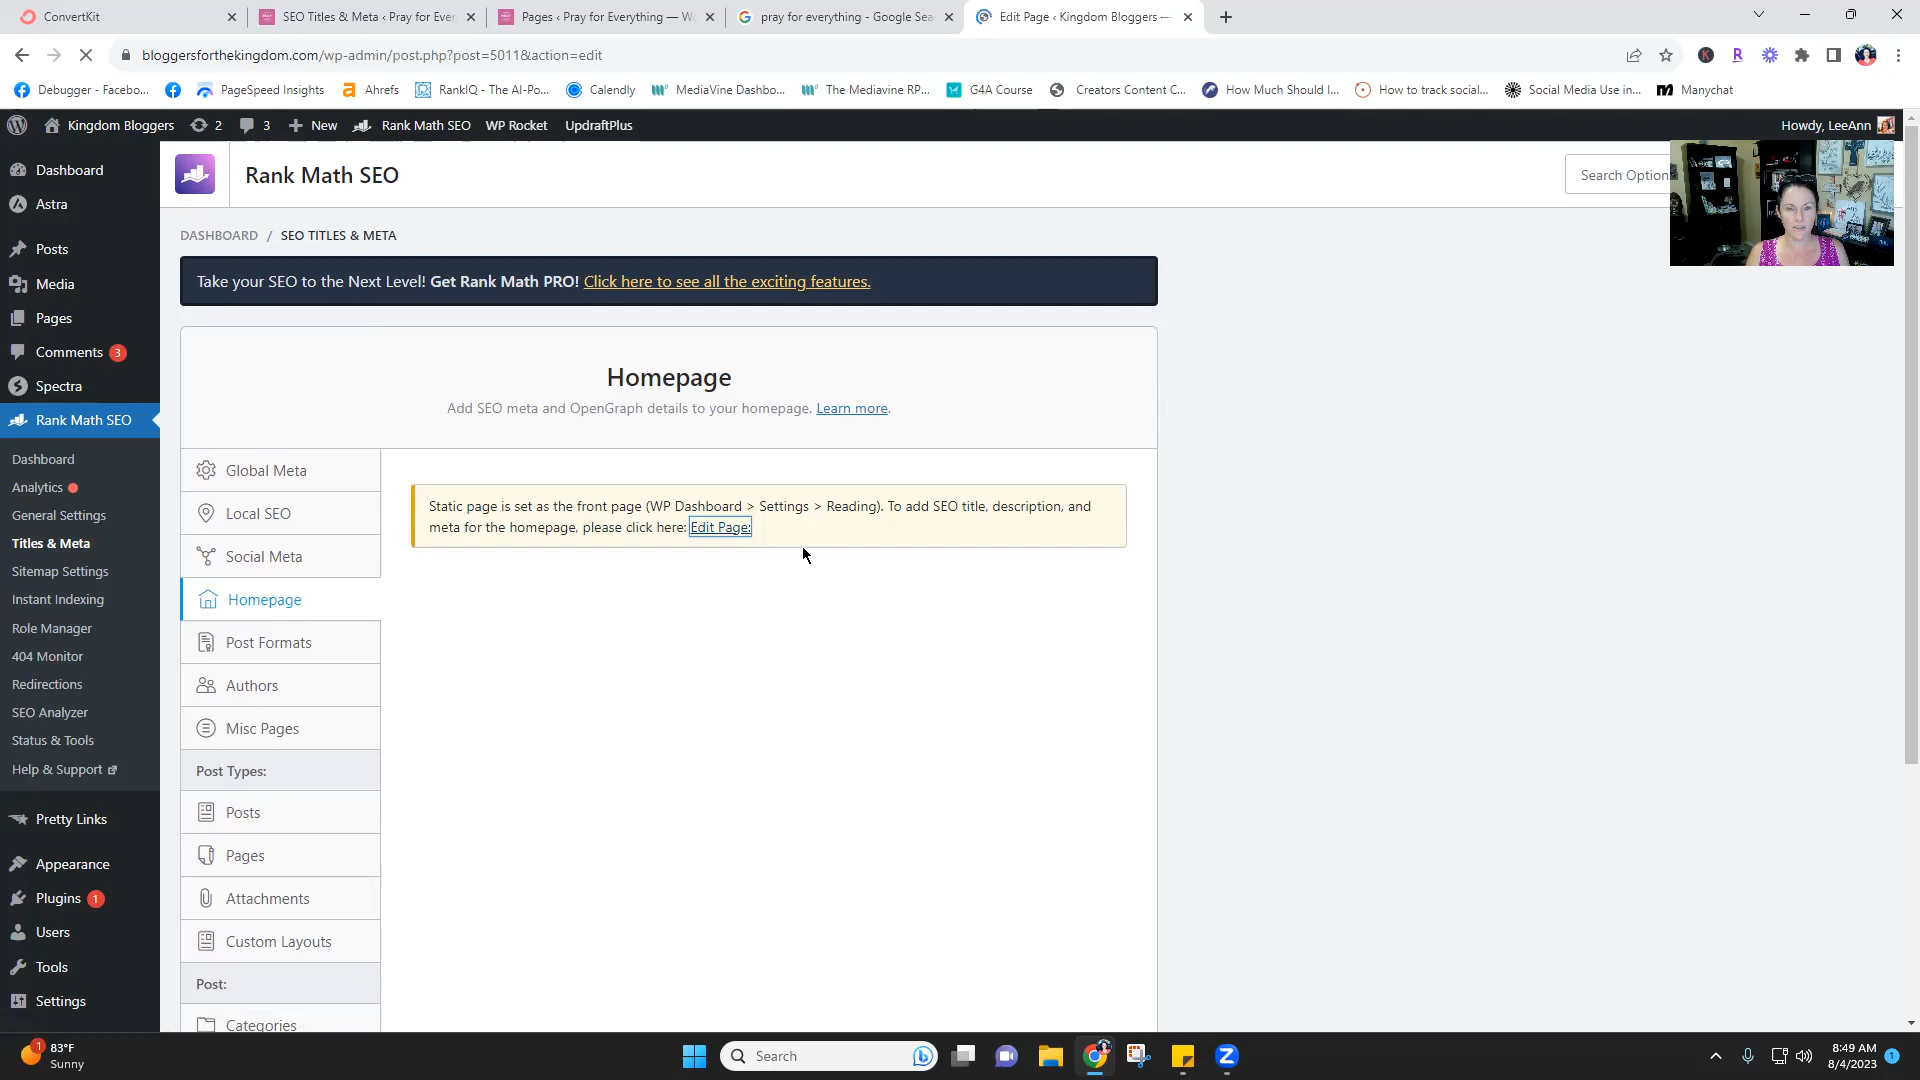 ConvertKit
SEO Titles & Meta ‹ Pray for Ever
Pages ‹ Pray for Everything — Wo
pray for everything - Google Sea
Edit Page ‹ Kingdom Bloggers —
bloggersforthekingdom.com/wp-admin/post.php?post=5011&action=edit
Debugger - Facebo...
PageSpeed Insights
Ahrefs
RankIQ - The AI-Po...
Calendly
MediaVine Dashbo...
The Mediavine RP...
G4A Course
Creators Content C...
How Much Should I...
How to track social...
Social Media Use in...
Manychat
Kingdom Bloggers
2
3
New
Rank Math SEO
WP Rocket
UpdraftPlus
Howdy, LeeAnn
Dashboard
Astra
Posts
Media
Pages
Comments 3
Spectra
Rank Math SEO
Dashboard
Analytics
General Settings
Titles & Meta
Sitemap Settings
Instant Indexing
Role Manager
404 Monitor
Redirections
SEO Analyzer
Status & Tools
Help & Support
Pretty Links
Appearance
Plugins 1
Users
Tools
Settings
Rank Math SEO
Search Option
DASHBOARD / SEO TITLES & META
Take your SEO to the Next Level! Get Rank Math PRO! Click here to see all the exciting features.
Homepage
Add SEO meta and OpenGraph details to your homepage. Learn more.
Global Meta
Local SEO
Social Meta
Homepage
Post Formats
Authors
Misc Pages
Post Types:
Posts
Pages
Attachments
Custom Layouts
Post:
Categories
Static page is set as the front page (WP Dashboard > Settings > Reading). To add SEO title, description, and
meta for the homepage, please click here: Edit Page:
1
83°F
Sunny
Search
8:49 AM
8/4/2023
1